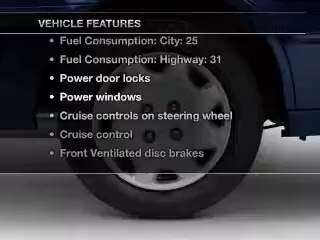 VEHICLE FEATURES
• Fuel Consumption: City: 25
• Fuel Consumption: Highway: 31
• Power door locks
• Power windows
• Cruise controls on steering wheel
• Cruise control
• Front Ventilated disc brakes